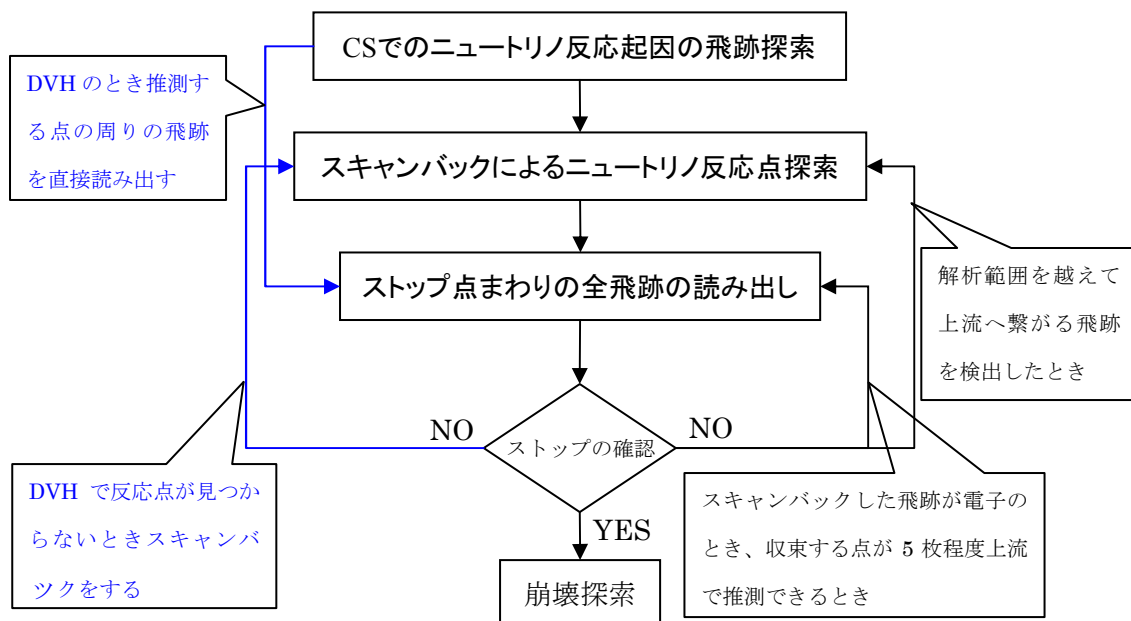 CSでのニュートリノ反応起因の飛跡探索
DVH のとき推測す
る点の周りの飛跡
を直接読み出す
スキャンバックによるニュートリノ反応点探索
ストップ点まわりの全飛跡の読み出し
解析範囲を越えて
上流へ繋がる飛跡
を検出したとき
NO
ストップの確認
NO
DVH で反応点が見つか
らないときスキャンバ
ツクをする
スキャンバックした飛跡が電子の
とき、収束する点が 5 枚程度上流
で推測できるとき
YES
崩壊探索